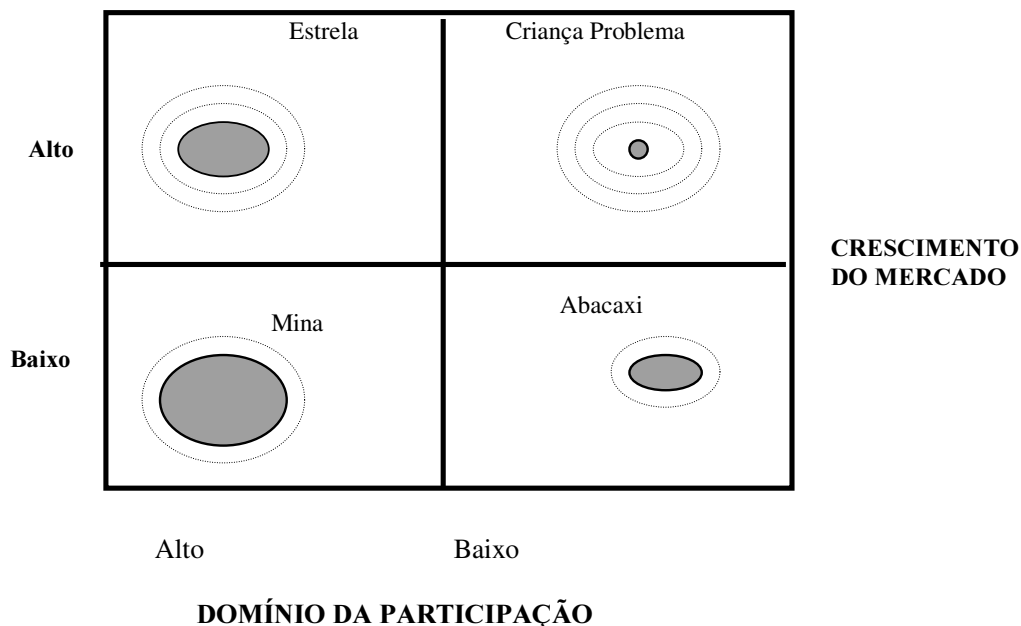 Estrela
Criança Problema
Alto
CRESCIMENTO
DO MERCADO
Mina
Abacaxi
Baixo
Alto
Baixo
DOMÍNIO DA PARTICIPAÇÃO